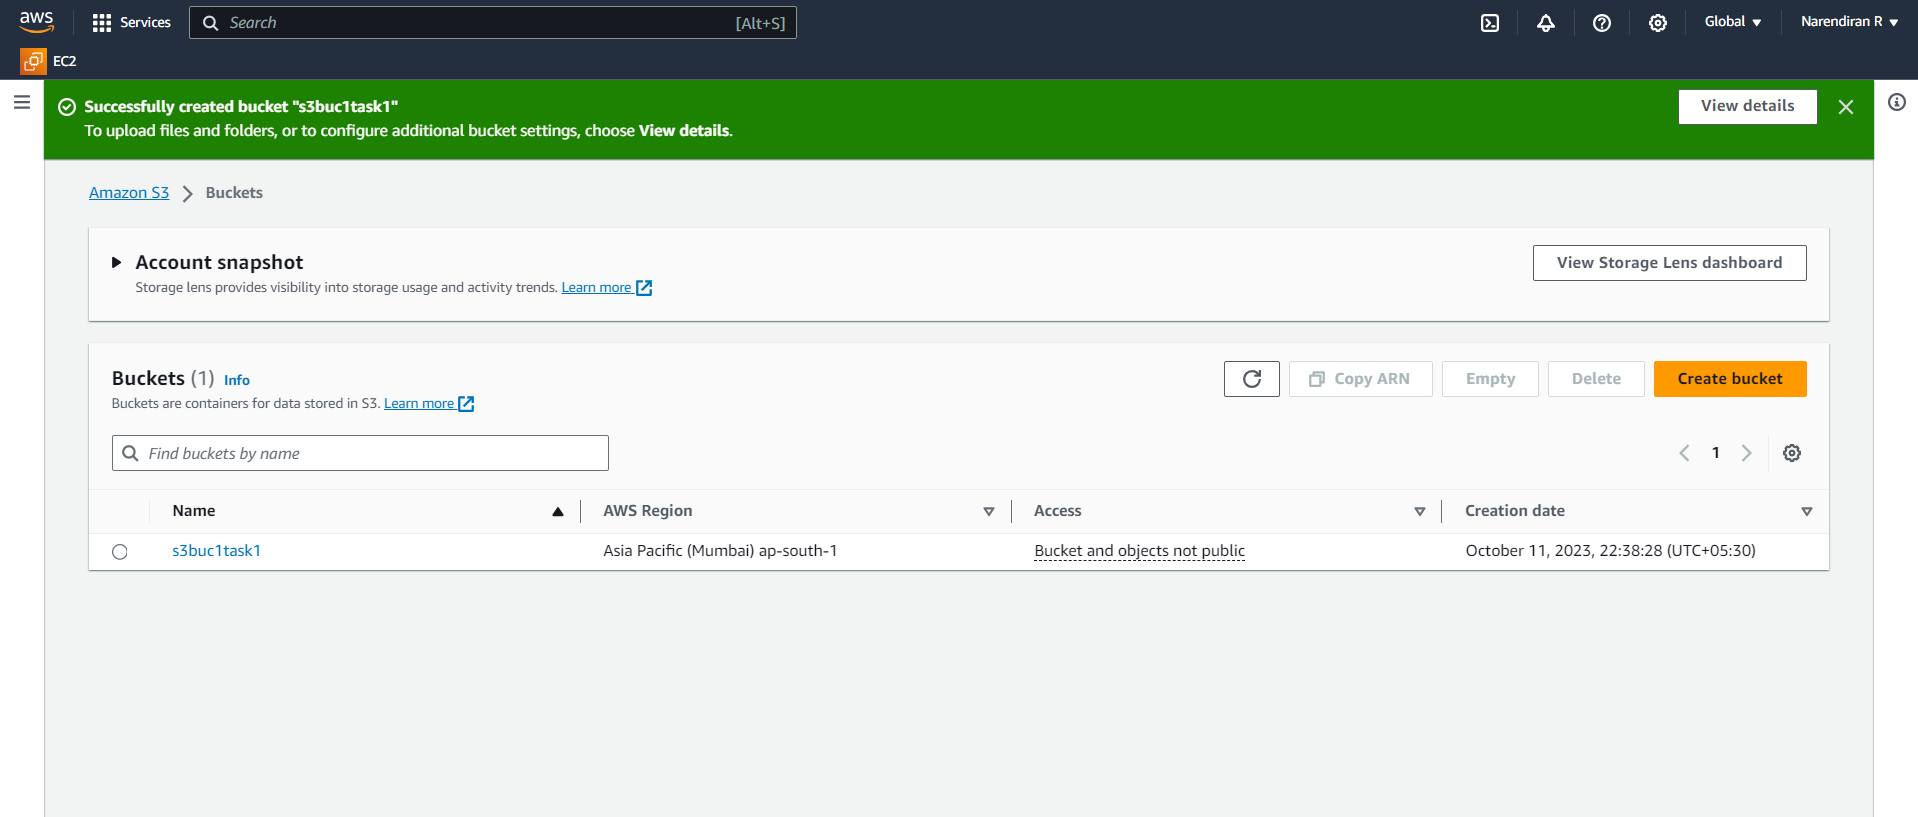 aws Services Search [Alt+S] Global Narendiran R
EC2
Successfully created bucket "s3buc1task1"
To upload files and folders, or to configure additional bucket settings, choose View details.
View details
Amazon S3 Buckets
Account snapshot
Storage lens provides visibility into storage usage and activity trends. Learn more
View Storage Lens dashboard
Buckets (1) Info
Buckets are containers for data stored in S3. Learn more
Copy ARN Empty Delete Create bucket
Find buckets by name
1
Name AWS Region Access Creation date
s3buc1task1 Asia Pacific (Mumbai) ap-south-1 Bucket and objects not public October 11, 2023, 22:38:28 (UTC+05:30)